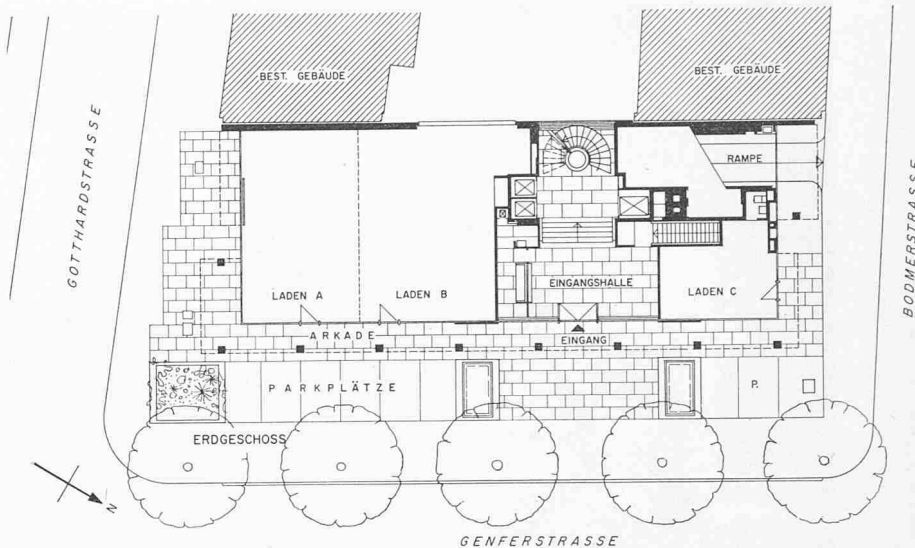 BEST. GEBÄUDE
BEST. GEBÄUDE
GOTTHARDSTRASSE
BODMERSTRASSE
RAMPE
EINGANGSHALLE
LADEN A
LADEN B
LADEN C
ARKADE
EINGANG
PARKPLÄTZE
P.
ERDGESCHOSS
N
GENFERSTRASSE